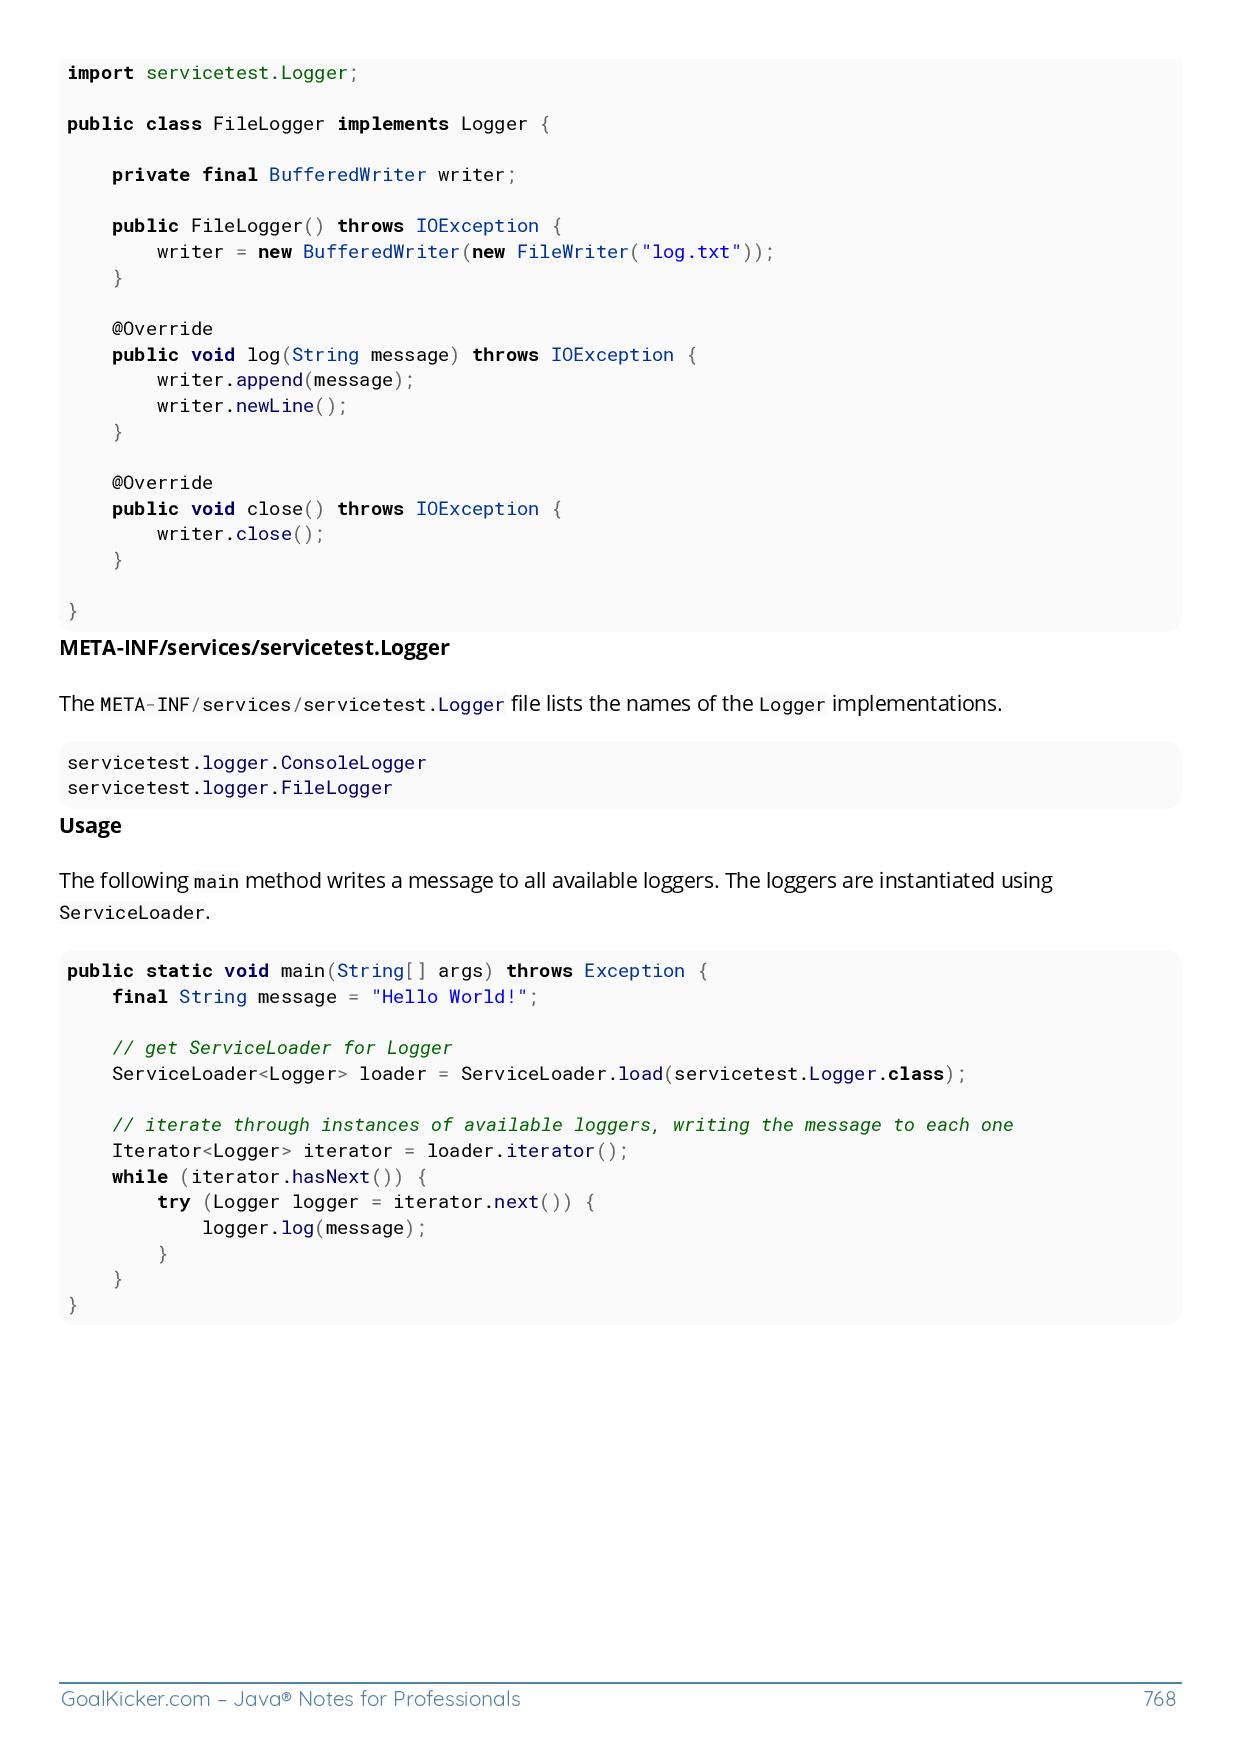 import servicetest.Logger;
public class FileLogger implements Logger {
    private final BufferedWriter writer;
    public FileLogger() throws IOException {
        writer = new BufferedWriter(new FileWriter("log.txt"));
    }
    @Override
    public void log(String message) throws IOException {
        writer.append(message);
        writer.newLine();
    }
    @Override
    public void close() throws IOException {
        writer.close();
    }
}
META-INF/services/servicetest.Logger
The META-INF/services/servicetest.Logger file lists the names of the Logger implementations.
servicetest.logger.ConsoleLogger
servicetest.logger.FileLogger
Usage
The following main method writes a message to all available loggers. The loggers are instantiated using
ServiceLoader.
public static void main(String[] args) throws Exception {
    final String message = "Hello World!";
    // get ServiceLoader for Logger
    ServiceLoader<Logger> loader = ServiceLoader.load(servicetest.Logger.class);
    // iterate through instances of available loggers, writing the message to each one
    Iterator<Logger> iterator = loader.iterator();
    while (iterator.hasNext()) {
        try (Logger logger = iterator.next()) {
            logger.log(message);
        }
    }
}
GoalKicker.com – Java® Notes for Professionals 768